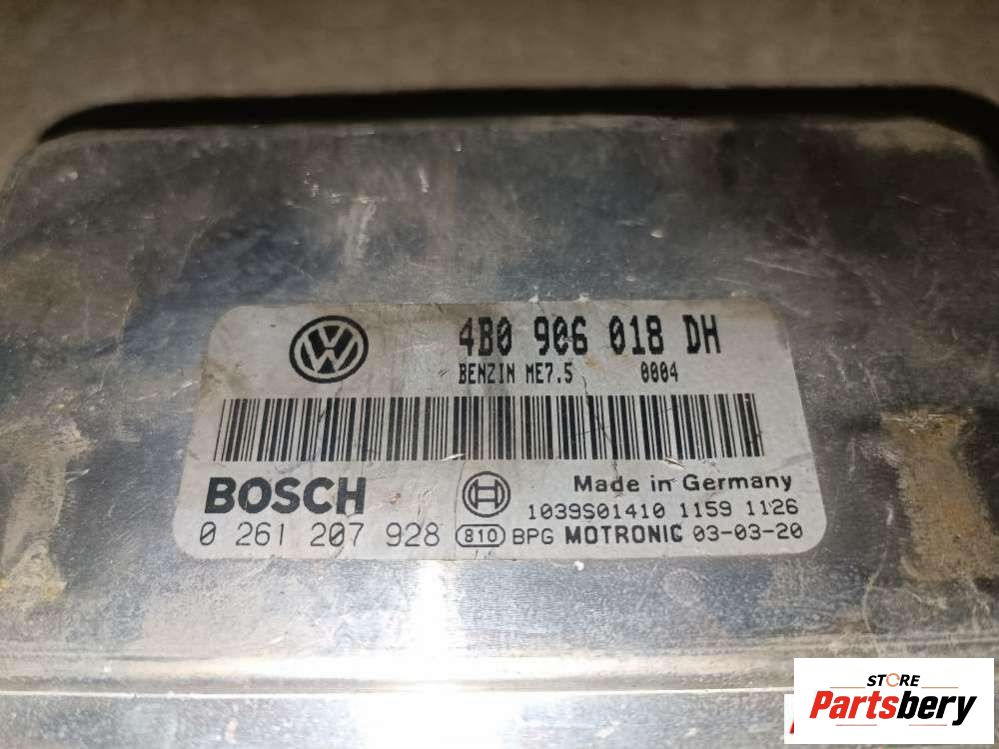 4B0 906 018 DH
BENZIN ME7.5 0004
BOSCH
Made in Germany
1039S01410 1159 1126
0 261 207 928 810 BPG MOTRONIC 03-03-20
STORE
Partsbery